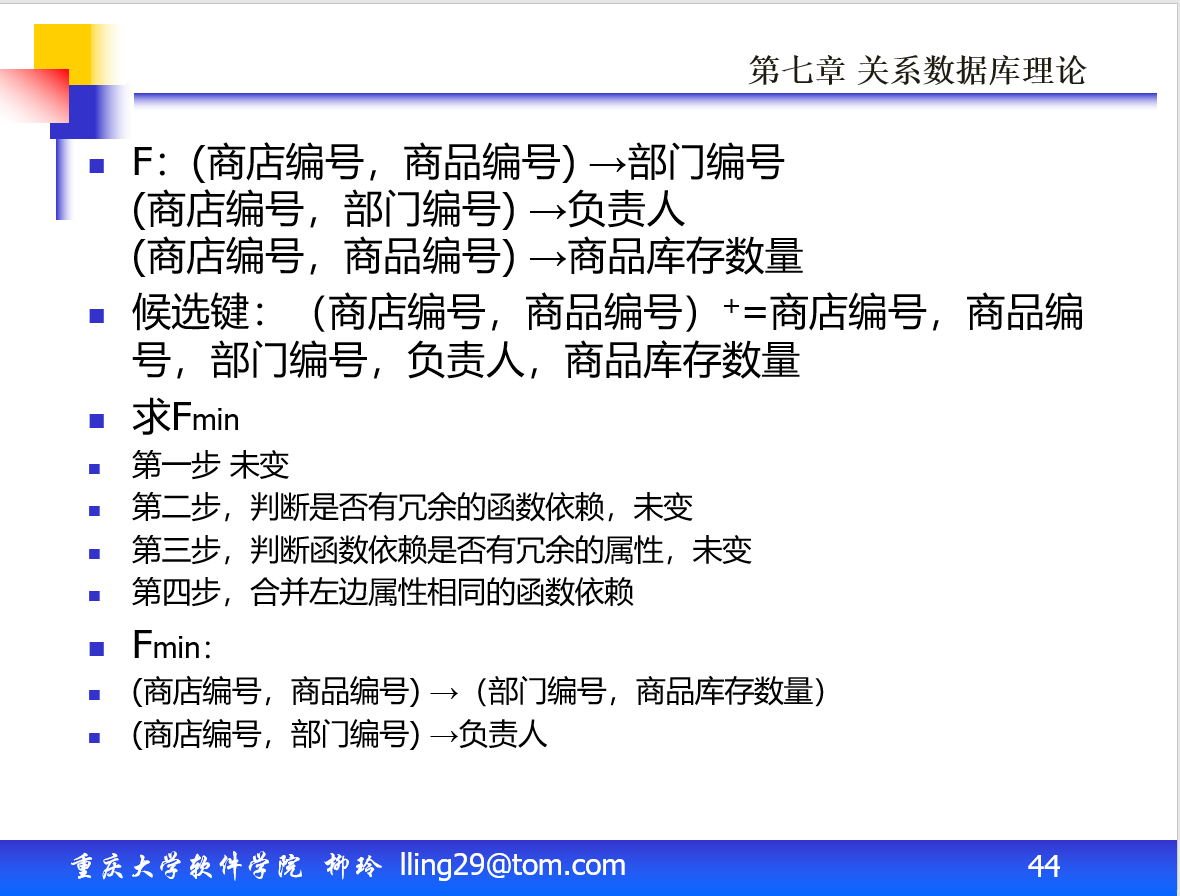 第七章 关系数据库理论
F：(商店编号，商品编号) →部门编号
(商店编号，部门编号) →负责人
(商店编号，商品编号) →商品库存数量
候选键：（商店编号，商品编号）⁺=商店编号，商品编
号，部门编号，负责人，商品库存数量
求Fmin
第一步 未变
第二步，判断是否有冗余的函数依赖，未变
第三步，判断函数依赖是否有冗余的属性，未变
第四步，合并左边属性相同的函数依赖
Fmin：
(商店编号，商品编号) →（部门编号，商品库存数量）
(商店编号，部门编号) →负责人
重庆大学软件学院 柳玲 lling29@tom.com 44